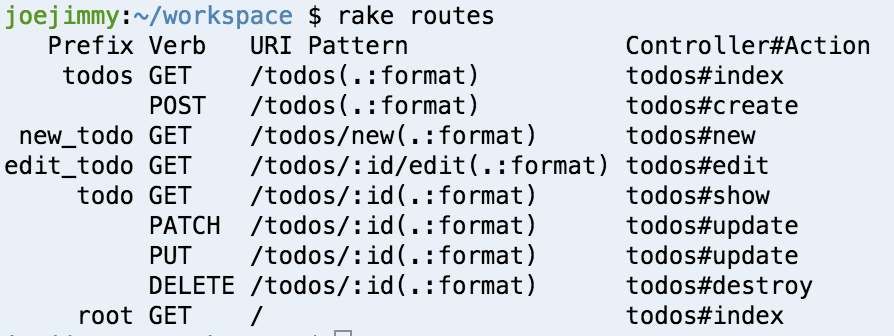 joejimmy:~/workspace $ rake routes
Prefix Verb URI Pattern Controller#Action
todos GET /todos(.:format) todos#index
POST /todos(.:format) todos#create
new_todo GET /todos/new(.:format) todos#new
edit_todo GET /todos/:id/edit(.:format) todos#edit
todo GET /todos/:id(.:format) todos#show
PATCH /todos/:id(.:format) todos#update
PUT /todos/:id(.:format) todos#update
DELETE /todos/:id(.:format) todos#destroy
root GET / todos#index